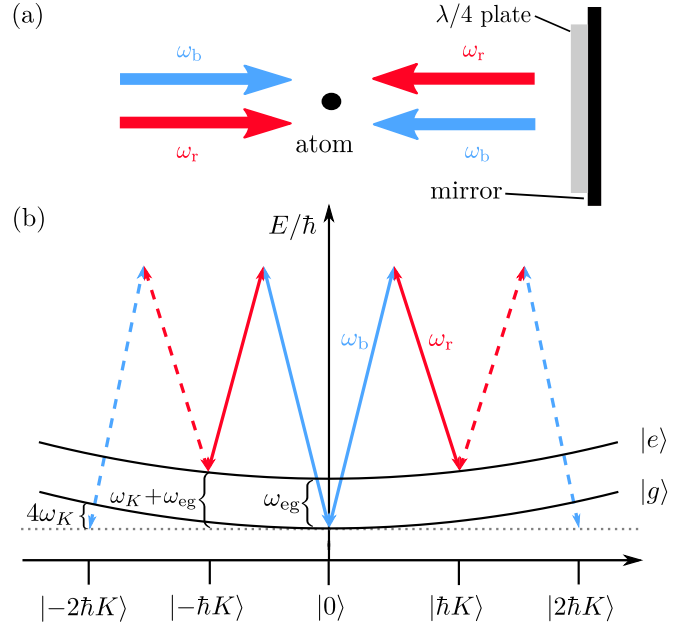 (a)
λ/4 plate
ω_b
ω_r
atom
ω_r
ω_b
mirror
(b)
E/ħ
ω_b
ω_r
|e⟩
ω_K + ω_eg
ω_eg
|g⟩
4ω_K
|−2ħK⟩
|−ħK⟩
|0⟩
|ħK⟩
|2ħK⟩